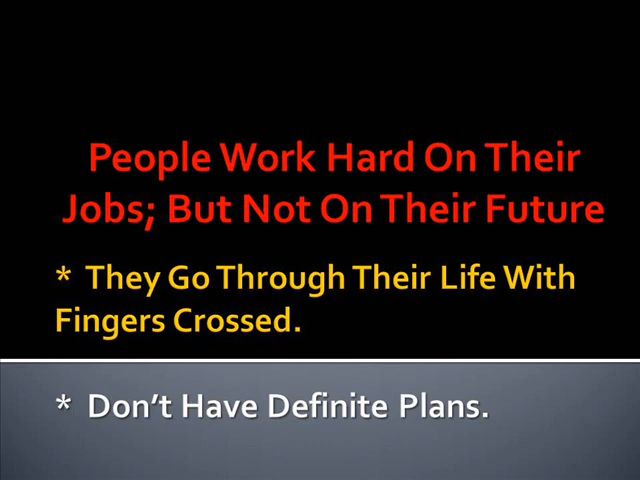 People Work Hard On Their
Jobs; But Not On Their Future
* They Go Through Their Life With
Fingers Crossed.
* Don’t Have Definite Plans.